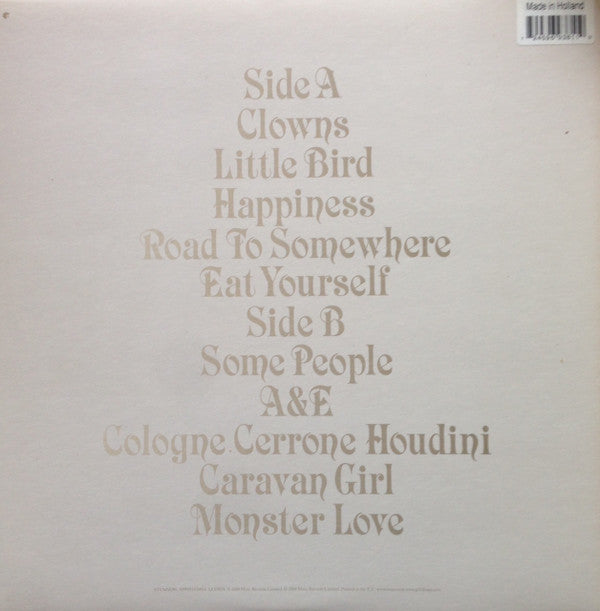 Made in Holland
Side A
Clowns
Little Bird
Happiness
Road To Somewhere
Eat Yourself
Side B
Some People
A&E
Cologne Cerrone Houdini
Caravan Girl
Monster Love